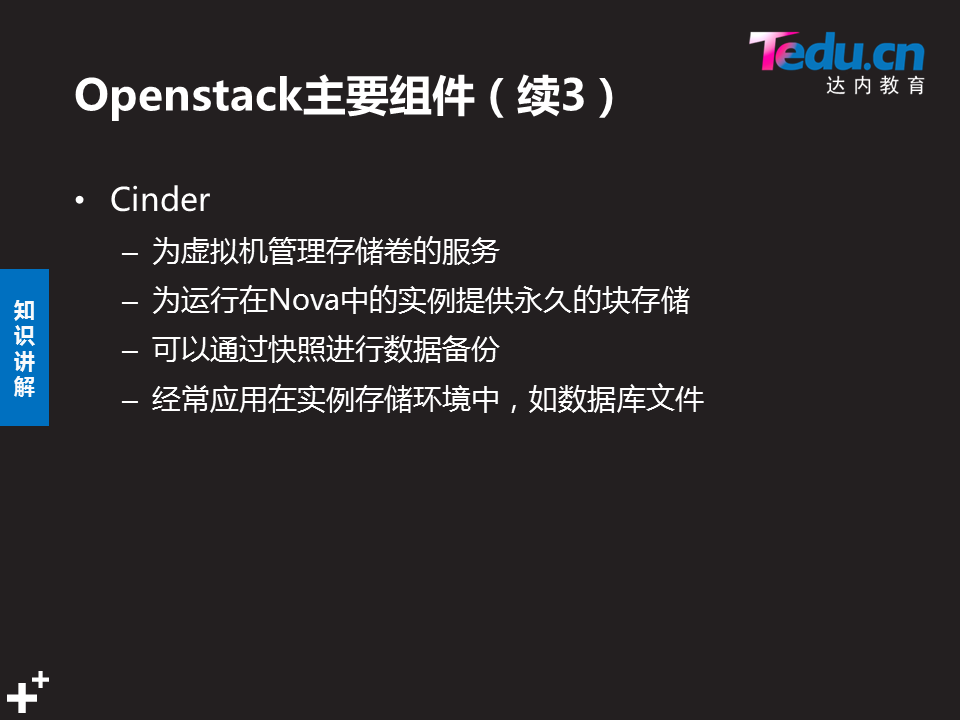 Tedu.cn
达内教育
Openstack主要组件（续3）
• Cinder
– 为虚拟机管理存储卷的服务
– 为运行在Nova中的实例提供永久的块存储
– 可以通过快照进行数据备份
– 经常应用在实例存储环境中，如数据库文件
知
识
讲
解